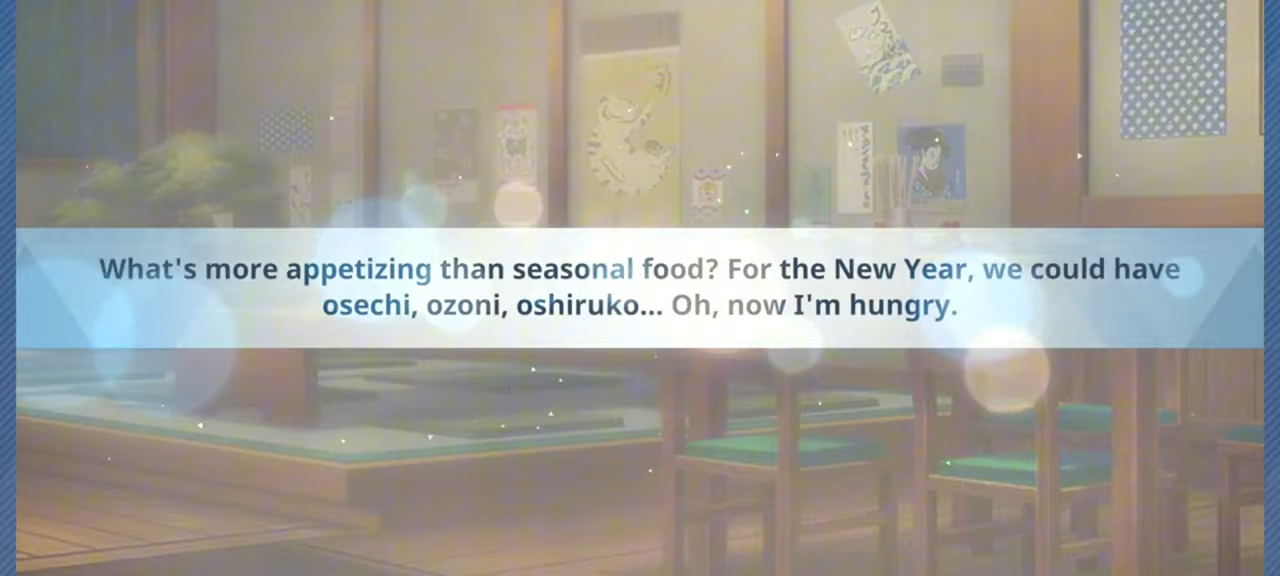 What's more appetizing than seasonal food? For the New Year, we could have
osechi, ozoni, oshiruko... Oh, now I'm hungry.